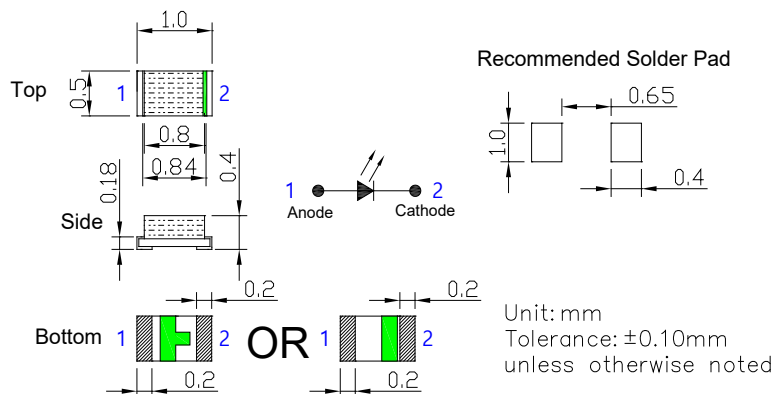 1.0
Top
0.5
1
2
0.8
0.84
Recommended Solder Pad
0.65
1.0
0.4
0.18
0.4
Side
1
2
Anode
Cathode
0.2
0.2
Bottom
1
2
OR
1
2
0.2
0.2
Unit: mm
Tolerance: ±0.10mm
unless otherwise noted